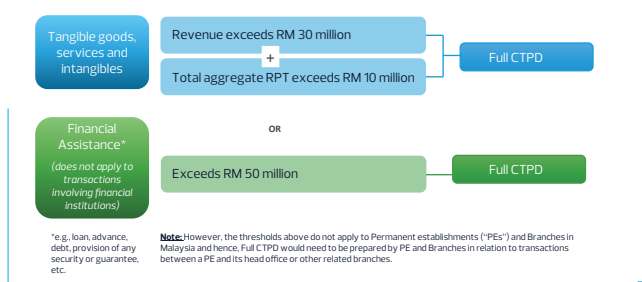 Tangible goods,
services and
intangibles
Revenue exceeds RM 30 million
+
Total aggregate RPT exceeds RM 10 million
Full CTPD
OR
Financial
Assistance*
(does not apply to
transactions
involving financial
institutions)
Exceeds RM 50 million
Full CTPD
*e.g., loan, advance,
debt, provision of any
security or guarantee,
etc.
Note: However, the thresholds above do not apply to Permanent establishments (“PEs”) and Branches in
Malaysia and hence, Full CTPD would need to be prepared by PE and Branches in relation to transactions
between a PE and its head office or other related branches.